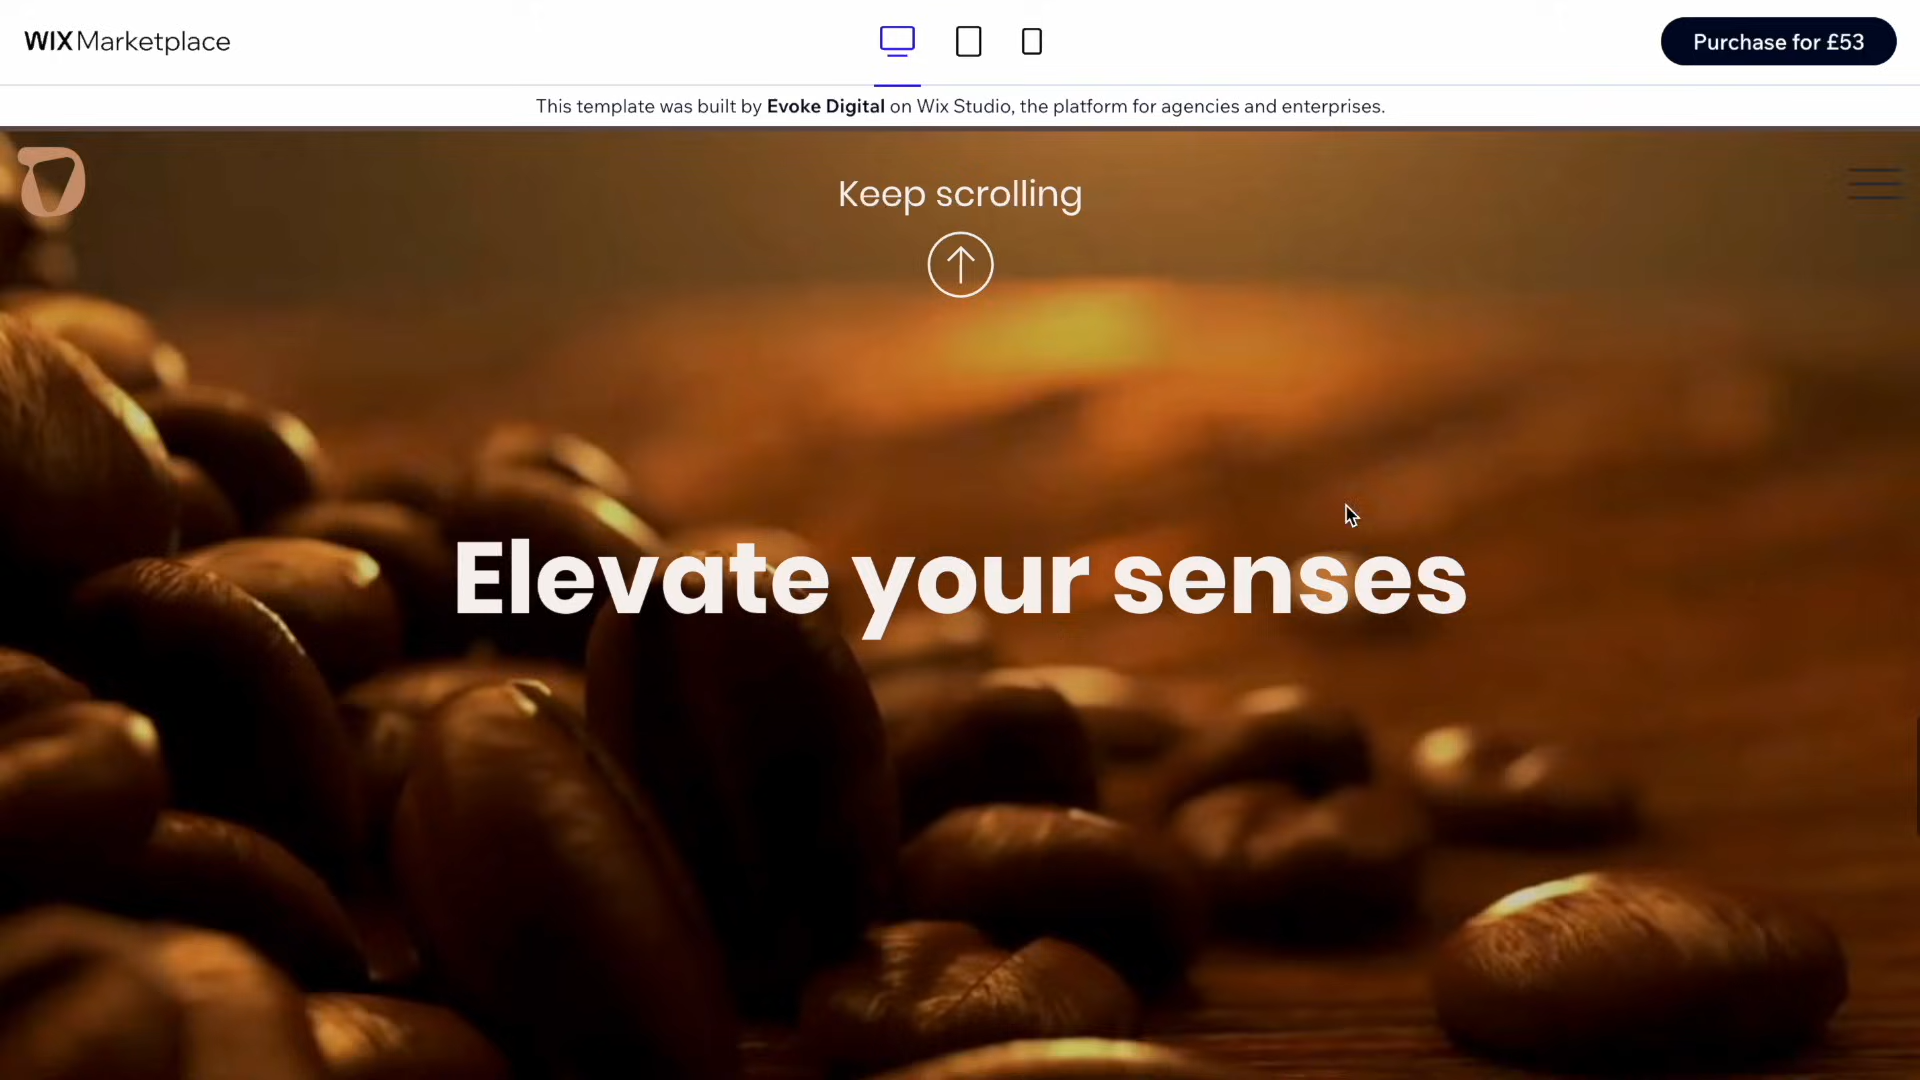 WIX Marketplace
Purchase for £53
This template was built by Evoke Digital on Wix Studio, the platform for agencies and enterprises.
Keep scrolling
Elevate your senses